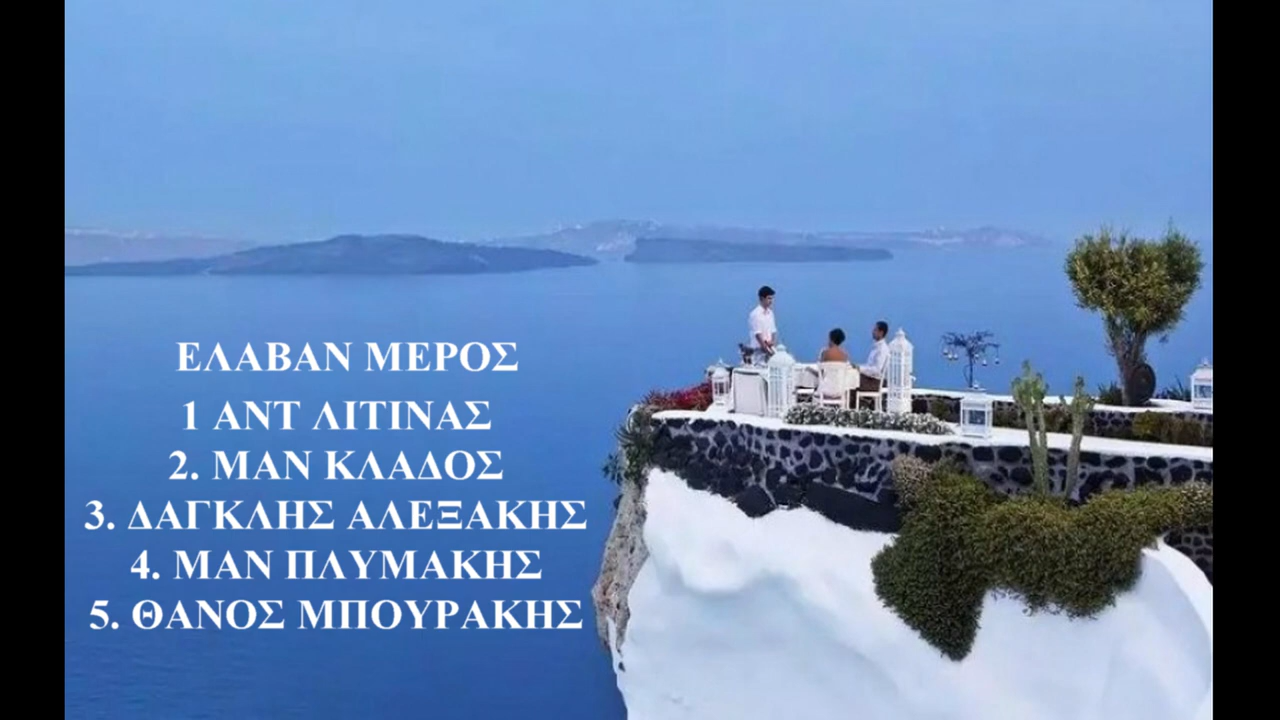 ΕΛΑΒΑΝ ΜΕΡΟΣ
1 ΑΝΤ ΛΙΤΙΝΑΣ
2. ΜΑΝ ΚΛΑΔΟΣ
3. ΔΑΓΚΛΗΣ ΑΛΕΞΑΚΗΣ
4. ΜΑΝ ΠΛΥΜΑΚΗΣ
5. ΘΑΝΟΣ ΜΠΟΥΡΑΚΗΣ